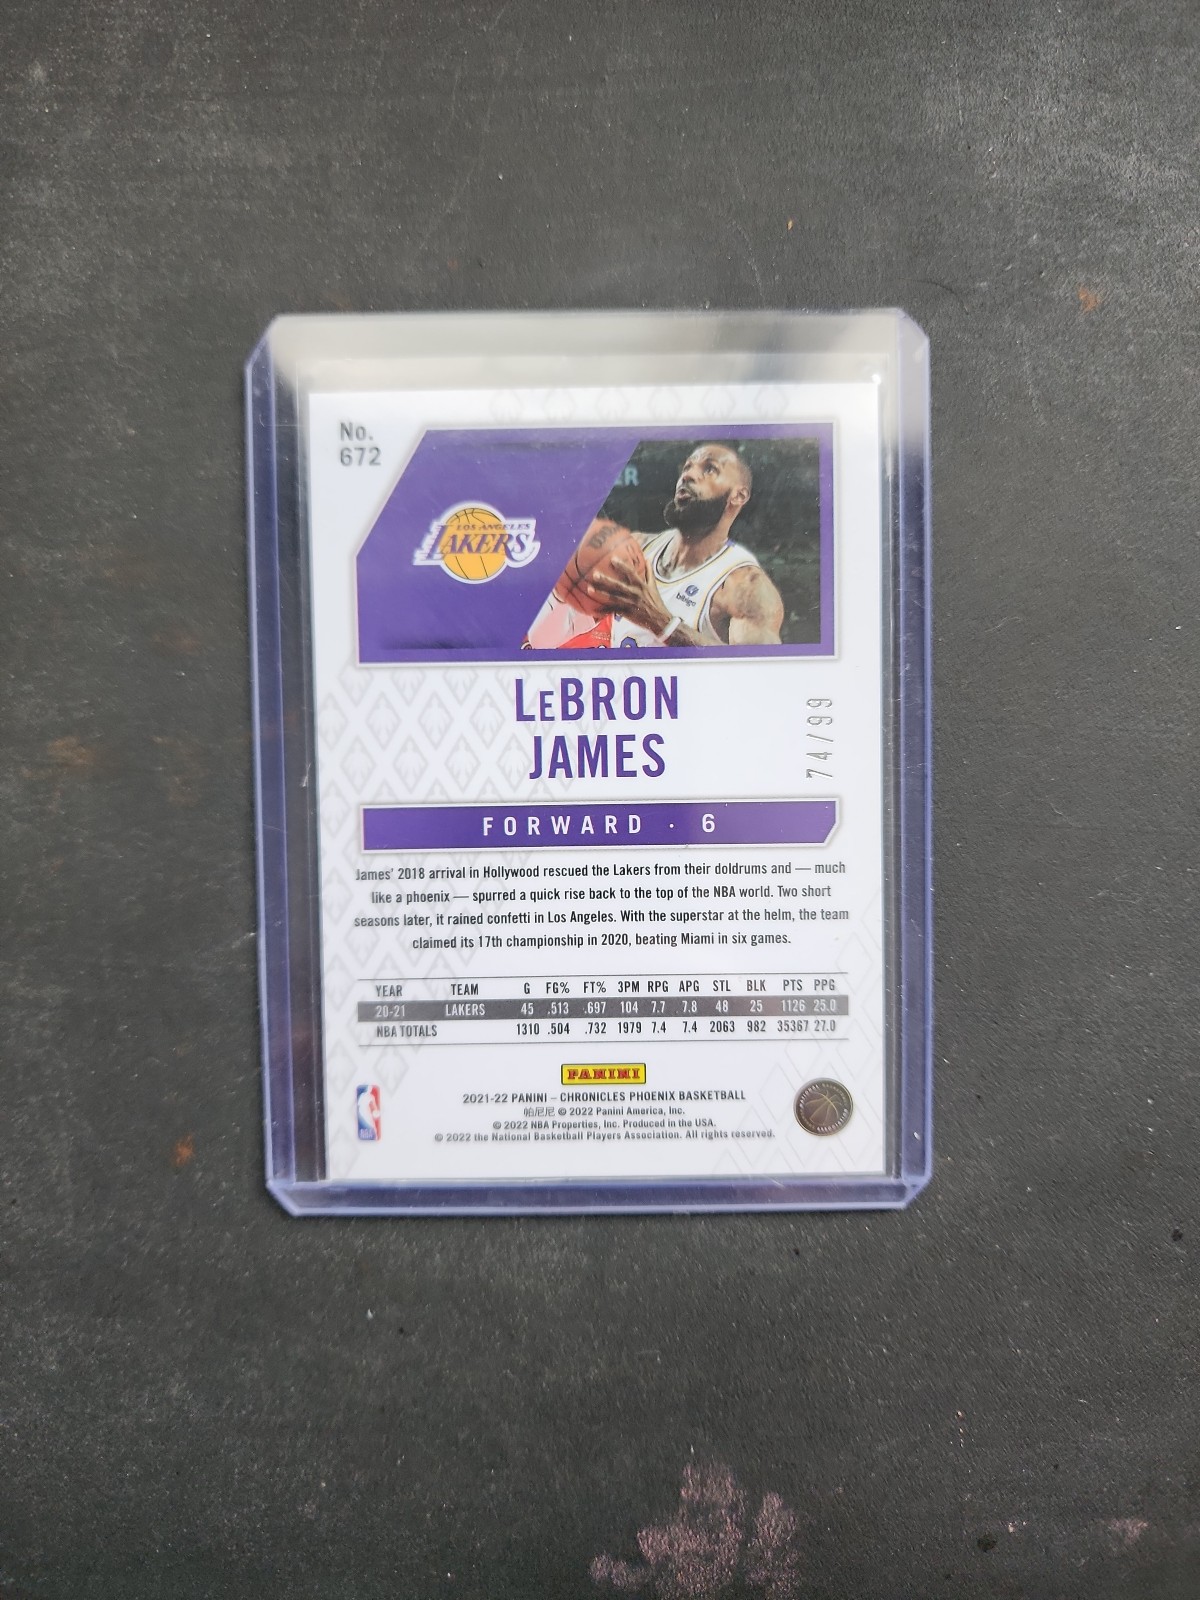 No.
672
LOS ANGELES
LAKERS
ER
bibigo
LeBRON
JAMES
74/99
FORWARD · 6
James' 2018 arrival in Hollywood rescued the Lakers from their doldrums and — much
like a phoenix — spurred a quick rise back to the top of the NBA world. Two short
seasons later, it rained confetti in Los Angeles. With the superstar at the helm, the team
claimed its 17th championship in 2020, beating Miami in six games.
YEAR TEAM G FG% FT% 3PM RPG APG STL BLK PTS PPG
20-21 LAKERS 45 .513 .697 104 7.7 7.8 48 25 1126 25.0
NBA TOTALS 1310 .504 .732 1979 7.4 7.4 2063 982 35367 27.0
PANINI
2021-22 PANINI – CHRONICLES PHOENIX BASKETBALL
帕尼尼 © 2022 Panini America, Inc.
© 2022 NBA Properties, Inc. Produced in the USA.
© 2022 the National Basketball Players Association. All rights reserved.
NBA